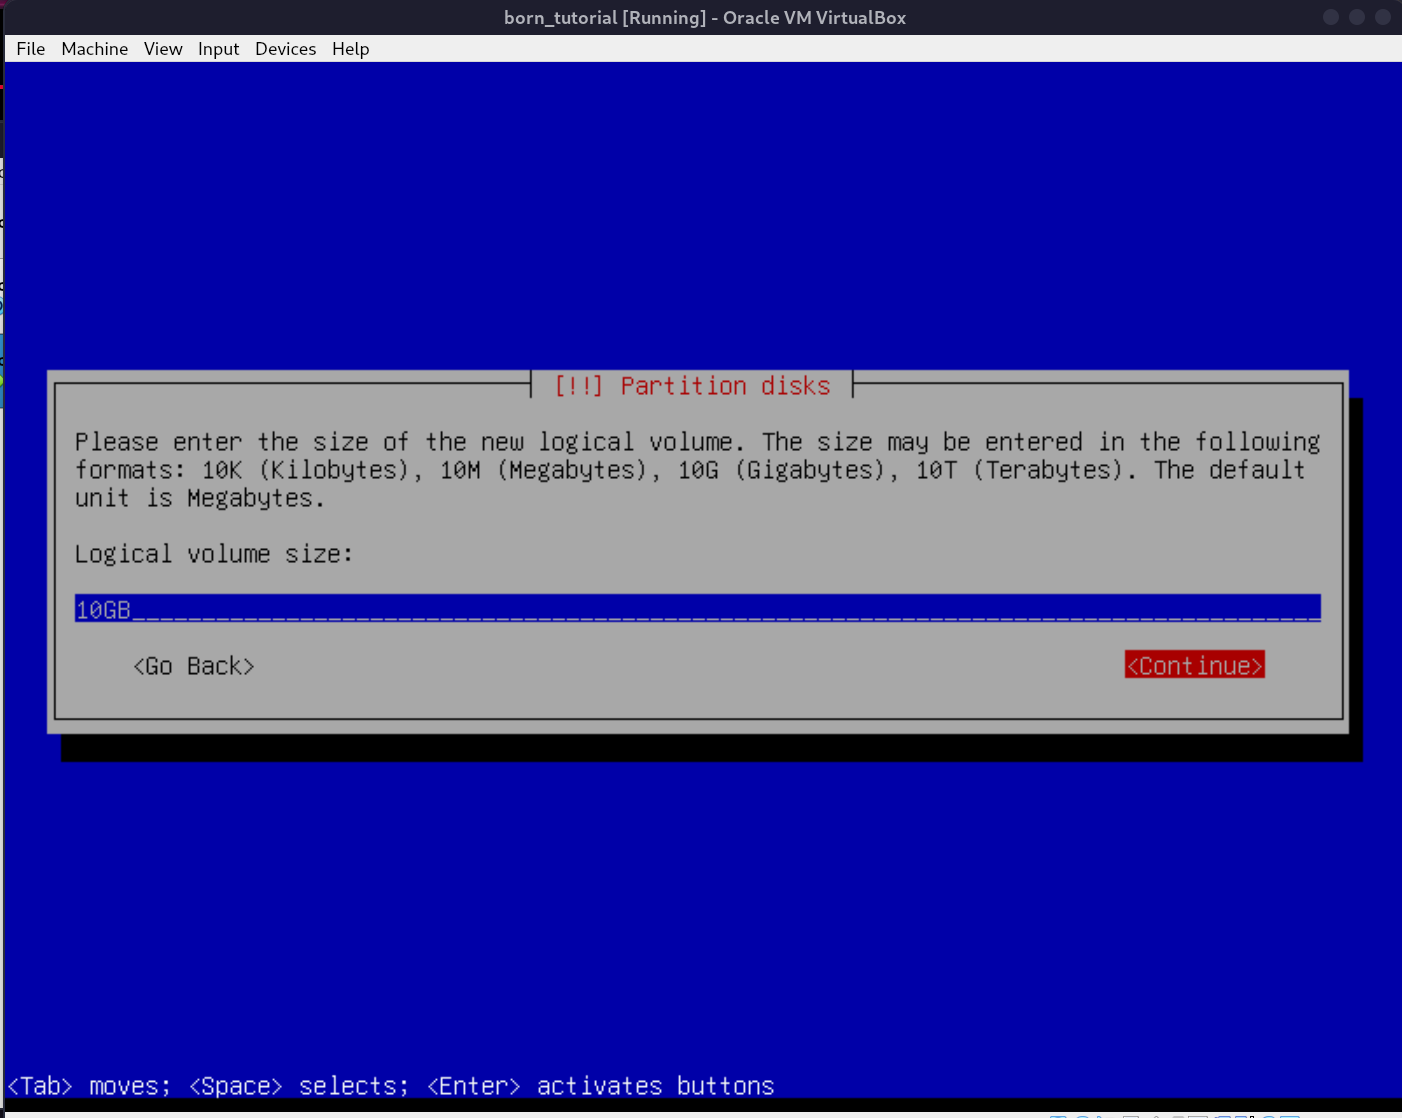 born_tutorial [Running] - Oracle VM VirtualBox
File Machine View Input Devices Help
[!!] Partition disks
Please enter the size of the new logical volume. The size may be entered in the following
formats: 10K (Kilobytes), 10M (Megabytes), 10G (Gigabytes), 10T (Terabytes). The default
unit is Megabytes.
Logical volume size:
10GB
<Go Back> <Continue>
<Tab> moves; <Space> selects; <Enter> activates buttons